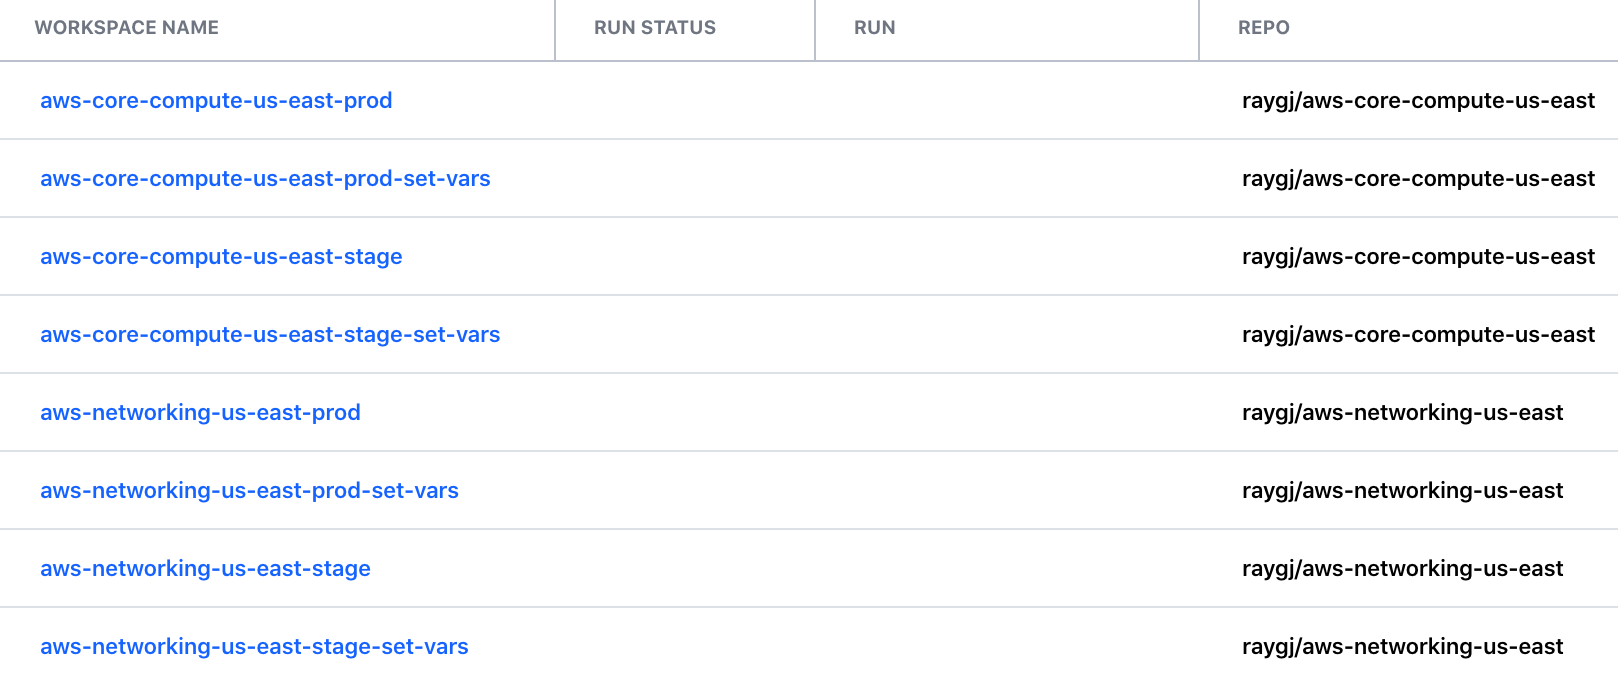 WORKSPACE NAME RUN STATUS RUN REPO
aws-core-compute-us-east-prod raygj/aws-core-compute-us-east
aws-core-compute-us-east-prod-set-vars raygj/aws-core-compute-us-east
aws-core-compute-us-east-stage raygj/aws-core-compute-us-east
aws-core-compute-us-east-stage-set-vars raygj/aws-core-compute-us-east
aws-networking-us-east-prod raygj/aws-networking-us-east
aws-networking-us-east-prod-set-vars raygj/aws-networking-us-east
aws-networking-us-east-stage raygj/aws-networking-us-east
aws-networking-us-east-stage-set-vars raygj/aws-networking-us-east